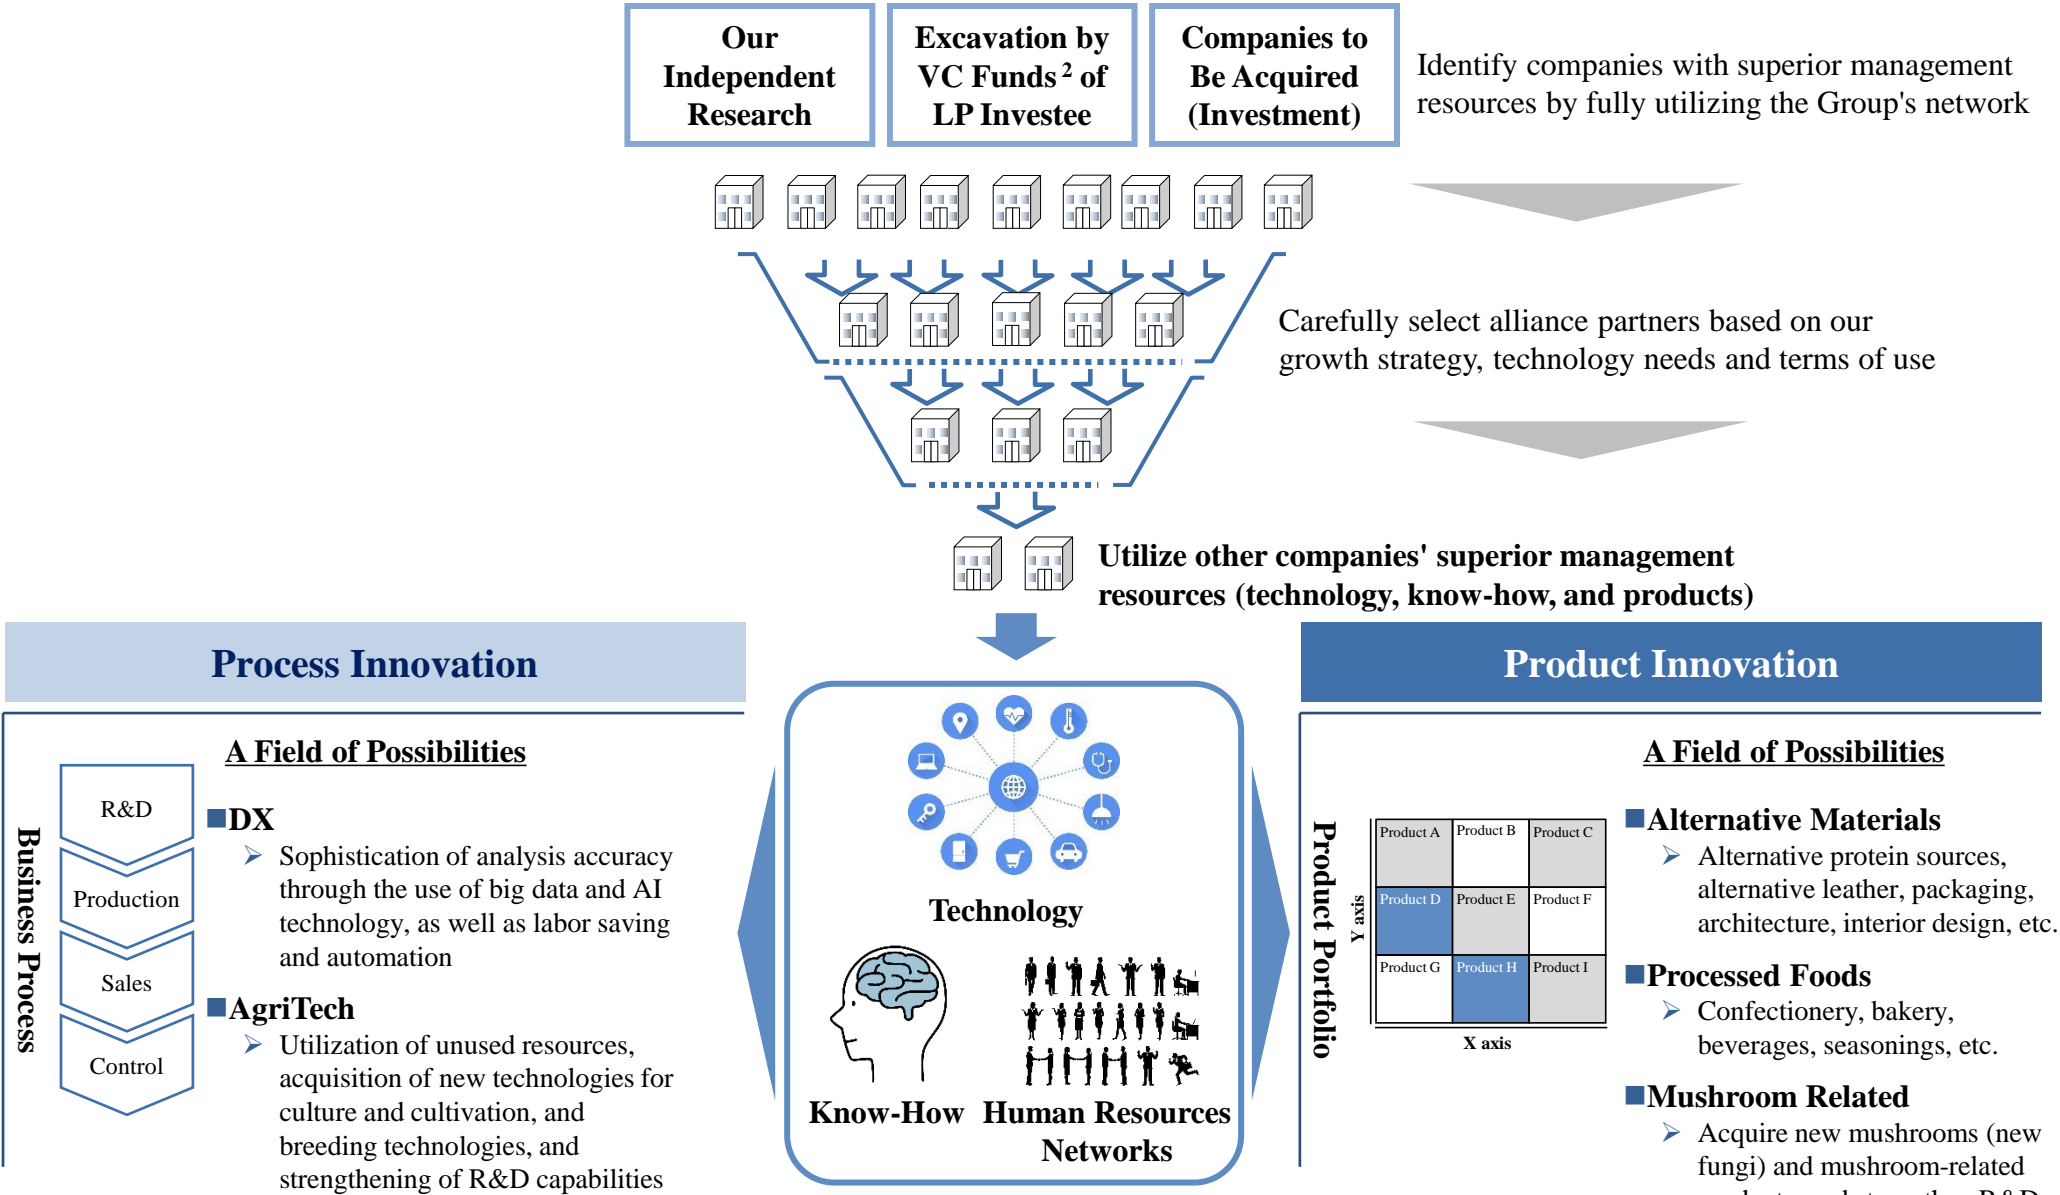 Our
Independent
Research
Excavation by
VC Funds 2 of
LP Investee
Companies to
Be Acquired
(Investment)
Identify companies with superior management
resources by fully utilizing the Group's network
Carefully select alliance partners based on our
growth strategy, technology needs and terms of use
Utilize other companies' superior management
resources (technology, know-how, and products)
Process Innovation
Business Process
R&D
Production
Sales
Control
A Field of Possibilities
DX
Sophistication of analysis accuracy
through the use of big data and AI
technology, as well as labor saving
and automation
AgriTech
Utilization of unused resources,
acquisition of new technologies for
culture and cultivation, and
breeding technologies, and
strengthening of R&D capabilities
Technology
Know-How
Human Resources
Networks
Product Innovation
Product Portfolio
Y axis
Product A
Product B
Product C
Product D
Product E
Product F
Product G
Product H
Product I
X axis
A Field of Possibilities
Alternative Materials
Alternative protein sources,
alternative leather, packaging,
architecture, interior design, etc.
Processed Foods
Confectionery, bakery,
beverages, seasonings, etc.
Mushroom Related
Acquire new mushrooms (new
fungi) and mushroom-related